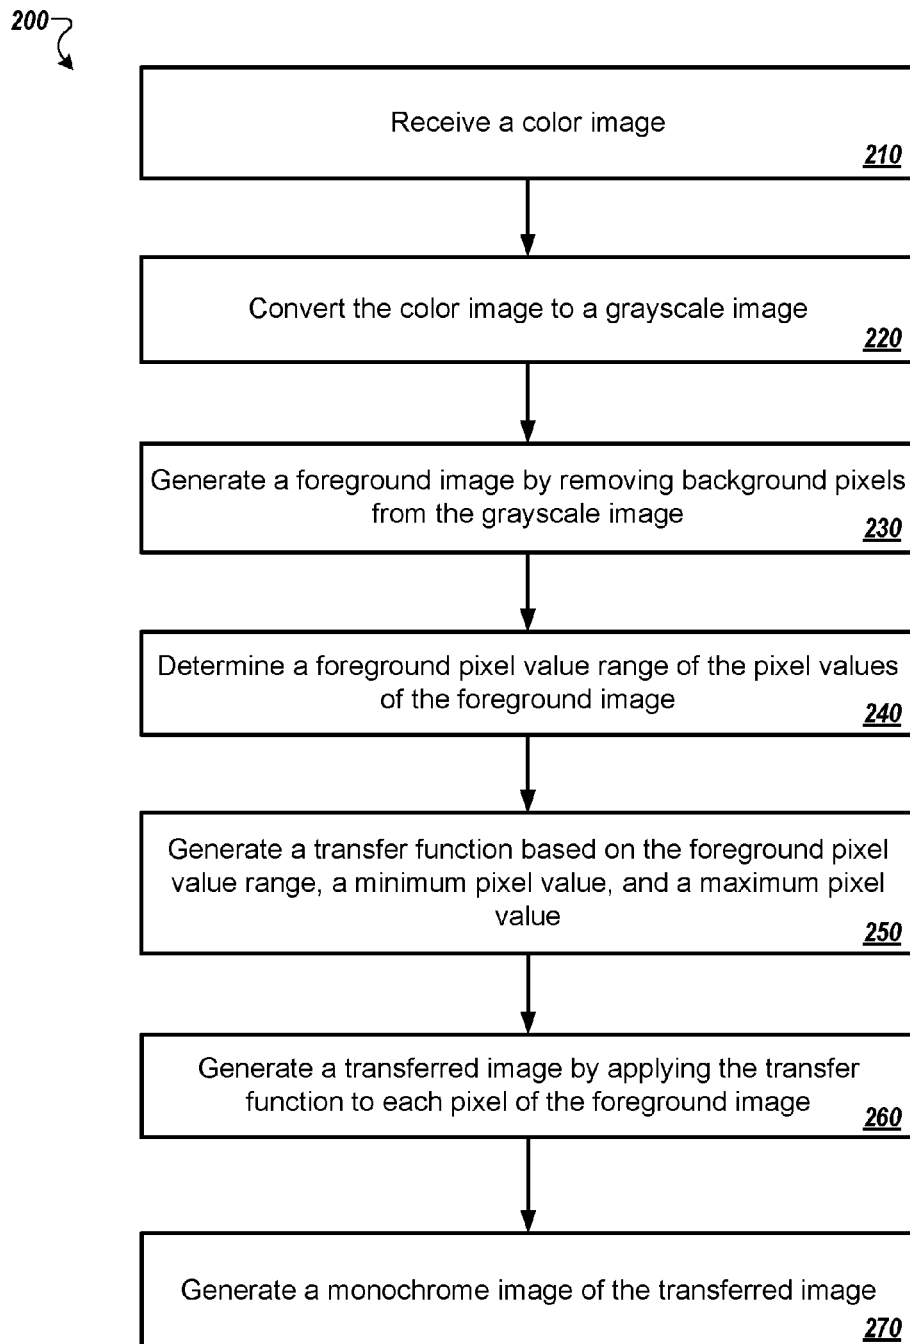 200
Receive a color image
210
Convert the color image to a grayscale image
220
Generate a foreground image by removing background pixels
from the grayscale image
230
Determine a foreground pixel value range of the pixel values
of the foreground image
240
Generate a transfer function based on the foreground pixel
value range, a minimum pixel value, and a maximum pixel
value
250
Generate a transferred image by applying the transfer
function to each pixel of the foreground image
260
Generate a monochrome image of the transferred image
270